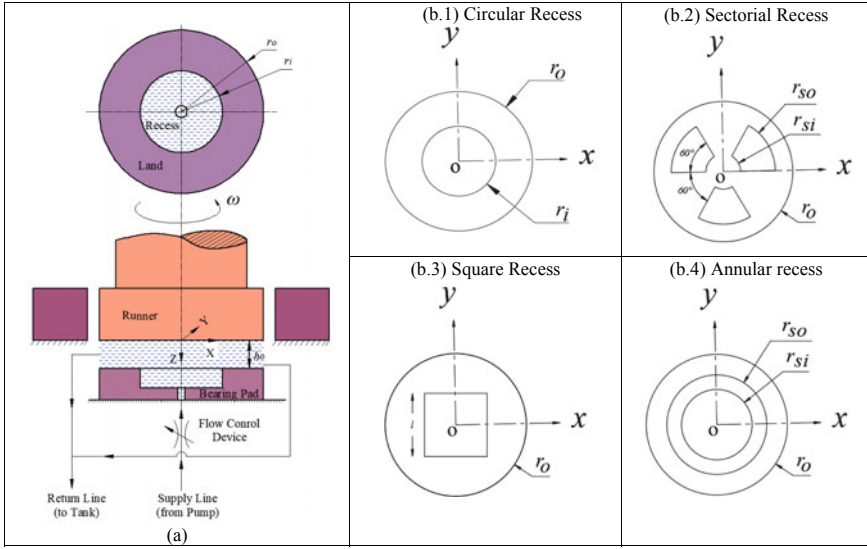 r_o
r_i
Recess
Land
ω
Runner
Y
X
Z
h_o
Bearing Pad
Flow Conrol
Device
Return Line
(to Tank)
Supply Line
(from Pump)
(a)
(b.1) Circular Recess
y
r_o
x
o
r_i
(b.2) Sectorial Recess
y
r_so
r_si
60°
60°
o
x
r_o
(b.3) Square Recess
y
l
o
x
r_o
(b.4) Annular recess
y
r_so
r_si
o
x
r_o